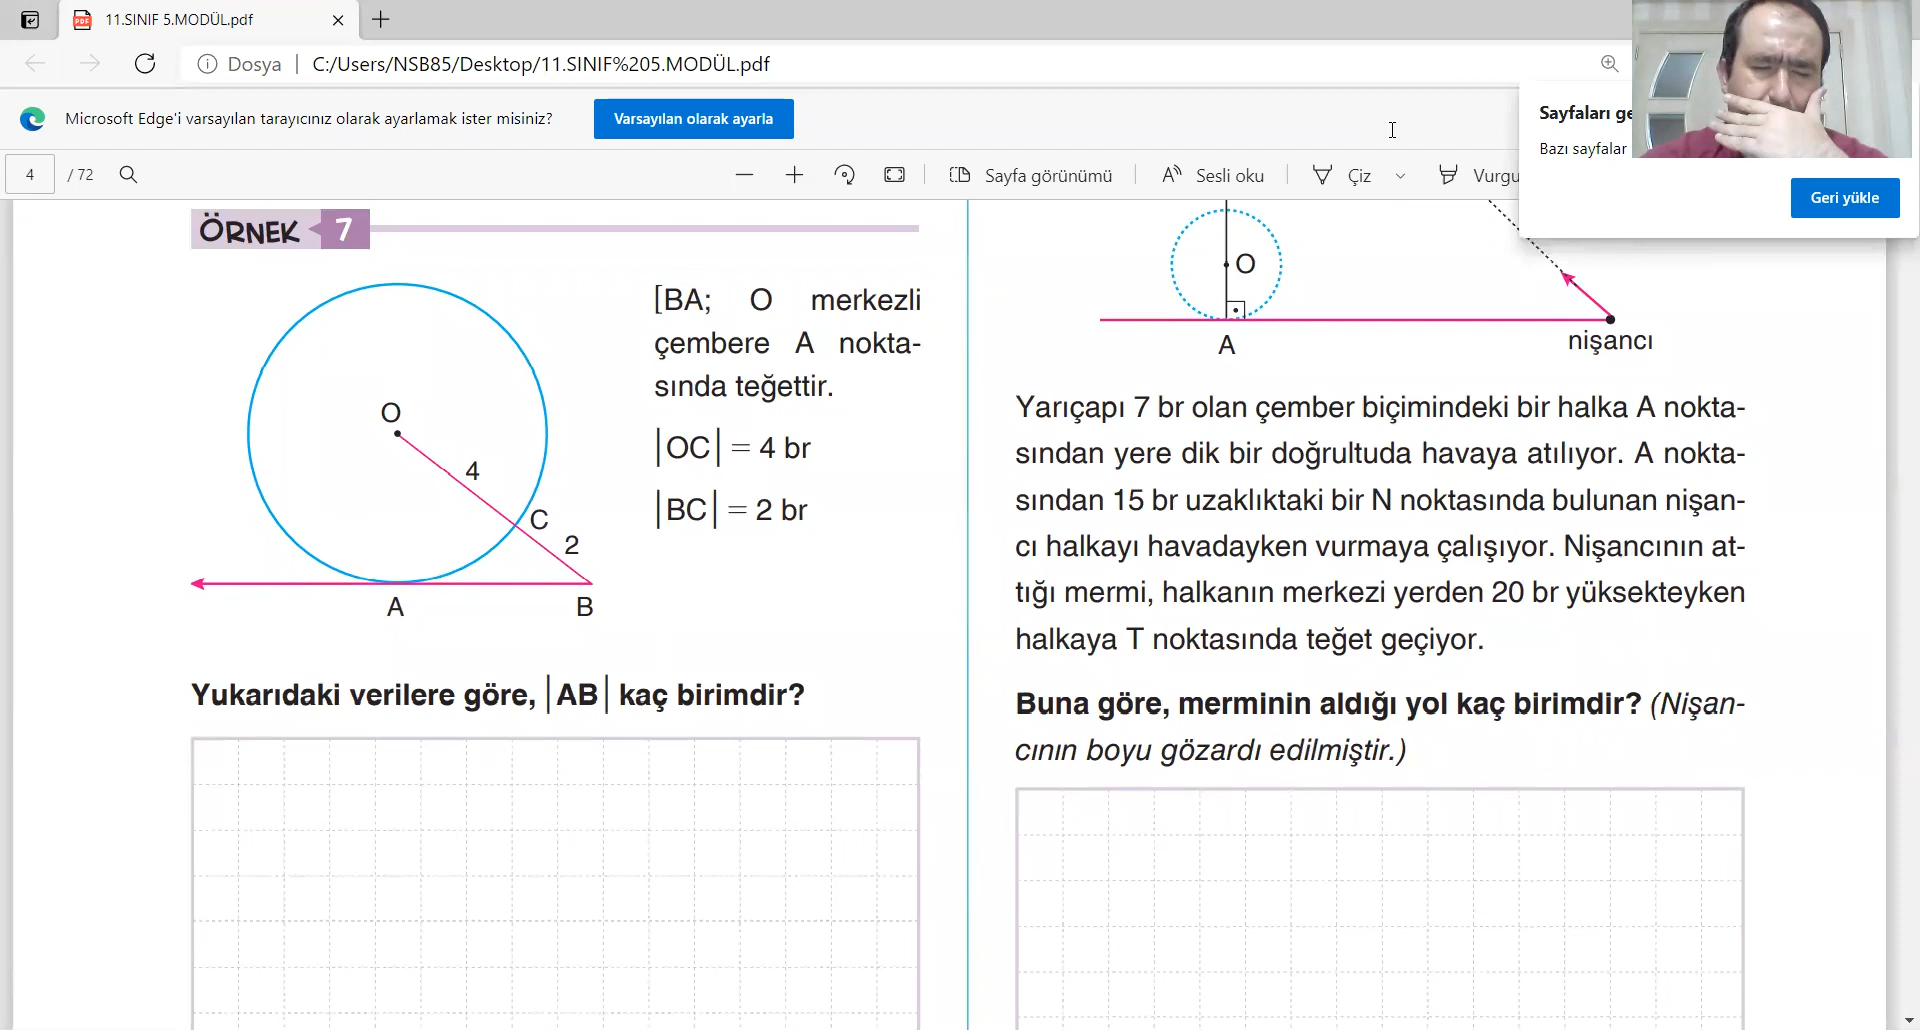 11.SINIF 5.MODÜL.pdf
Dosya
C:/Users/NSB85/Desktop/11.SINIF%205.MODÜL.pdf
Microsoft Edge'i varsayılan tarayıcınız olarak ayarlamak ister misiniz?
Varsayılan olarak ayarla
Sayfaları
Bazı sayfalar
Geri yükle
4 / 72
Sayfa görünümü
Sesli oku
Çiz
ÖRNEK 7
O
4
C
2
A
B
[BA; O merkezli
çembere A nokta-
sında teğettir.
|OC| = 4 br
|BC| = 2 br
Yukarıdaki verilere göre, |AB| kaç birimdir?
O
A
nişancı
Yarıçapı 7 br olan çember biçimindeki bir halka A nokta-
sından yere dik bir doğrultuda havaya atılıyor. A nokta-
sından 15 br uzaklıktaki bir N noktasında bulunan nişan-
cı halkayı havadayken vurmaya çalışıyor. Nişancının at-
tığı mermi, halkanın merkezi yerden 20 br yüksekteyken
halkaya T noktasında teğet geçiyor.
Buna göre, merminin aldığı yol kaç birimdir? (Nişan-
cının boyu gözardı edilmiştir.)